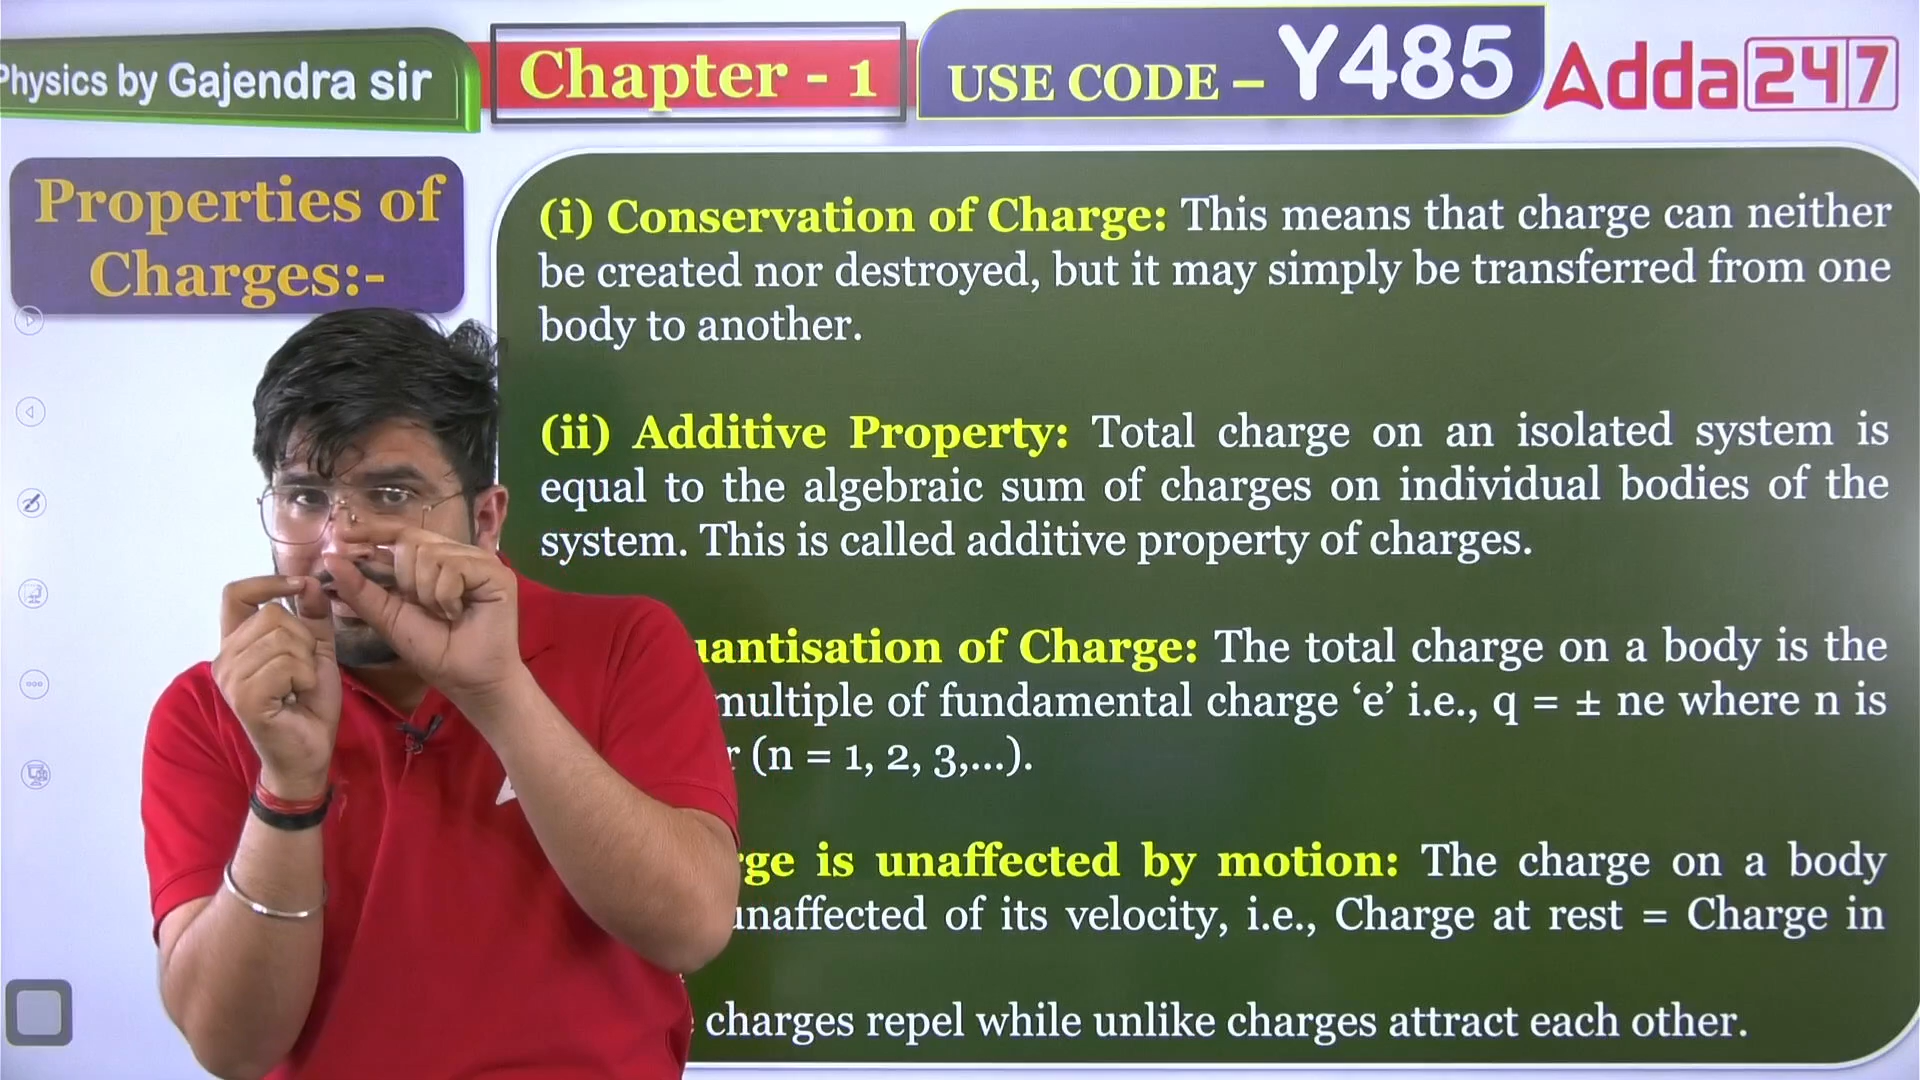 Physics by Gajendra sir
Chapter - 1
USE CODE – Y485
Adda247
Properties of
Charges:-
(i) Conservation of Charge: This means that charge can neither
be created nor destroyed, but it may simply be transferred from one
body to another.
(ii) Additive Property: Total charge on an isolated system is
equal to the algebraic sum of charges on individual bodies of the
system. This is called additive property of charges.
uantisation of Charge: The total charge on a body is the
multiple of fundamental charge ‘e’ i.e., q = ± ne where n is
r (n = 1, 2, 3,...).
rge is unaffected by motion: The charge on a body
unaffected of its velocity, i.e., Charge at rest = Charge in
charges repel while unlike charges attract each other.